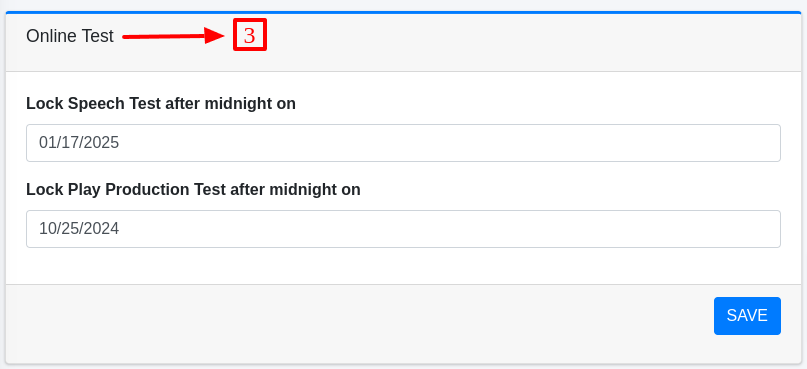 Online Test 3
Lock Speech Test after midnight on
01/17/2025
Lock Play Production Test after midnight on
10/25/2024
SAVE